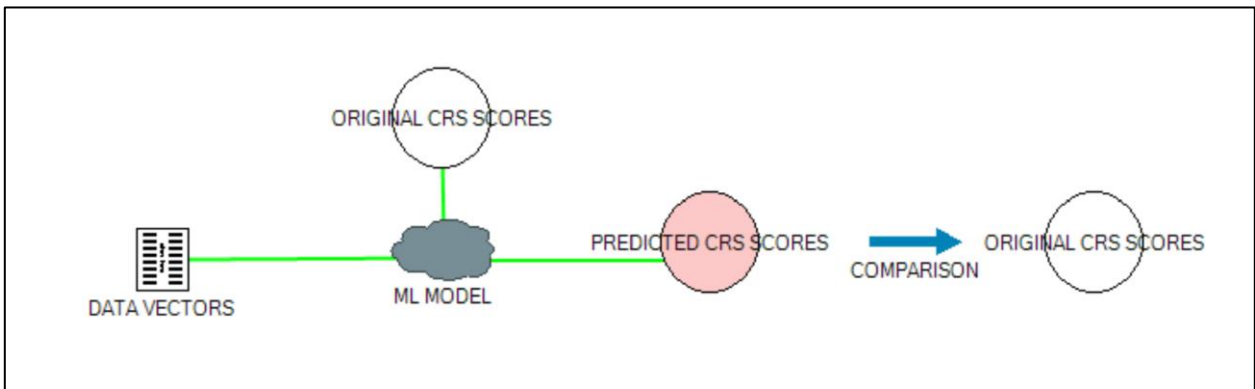 ORIGINAL CRS SCORES
DATA VECTORS
ML MODEL
PREDICTED CRS SCORES
COMPARISON
ORIGINAL CRS SCORES